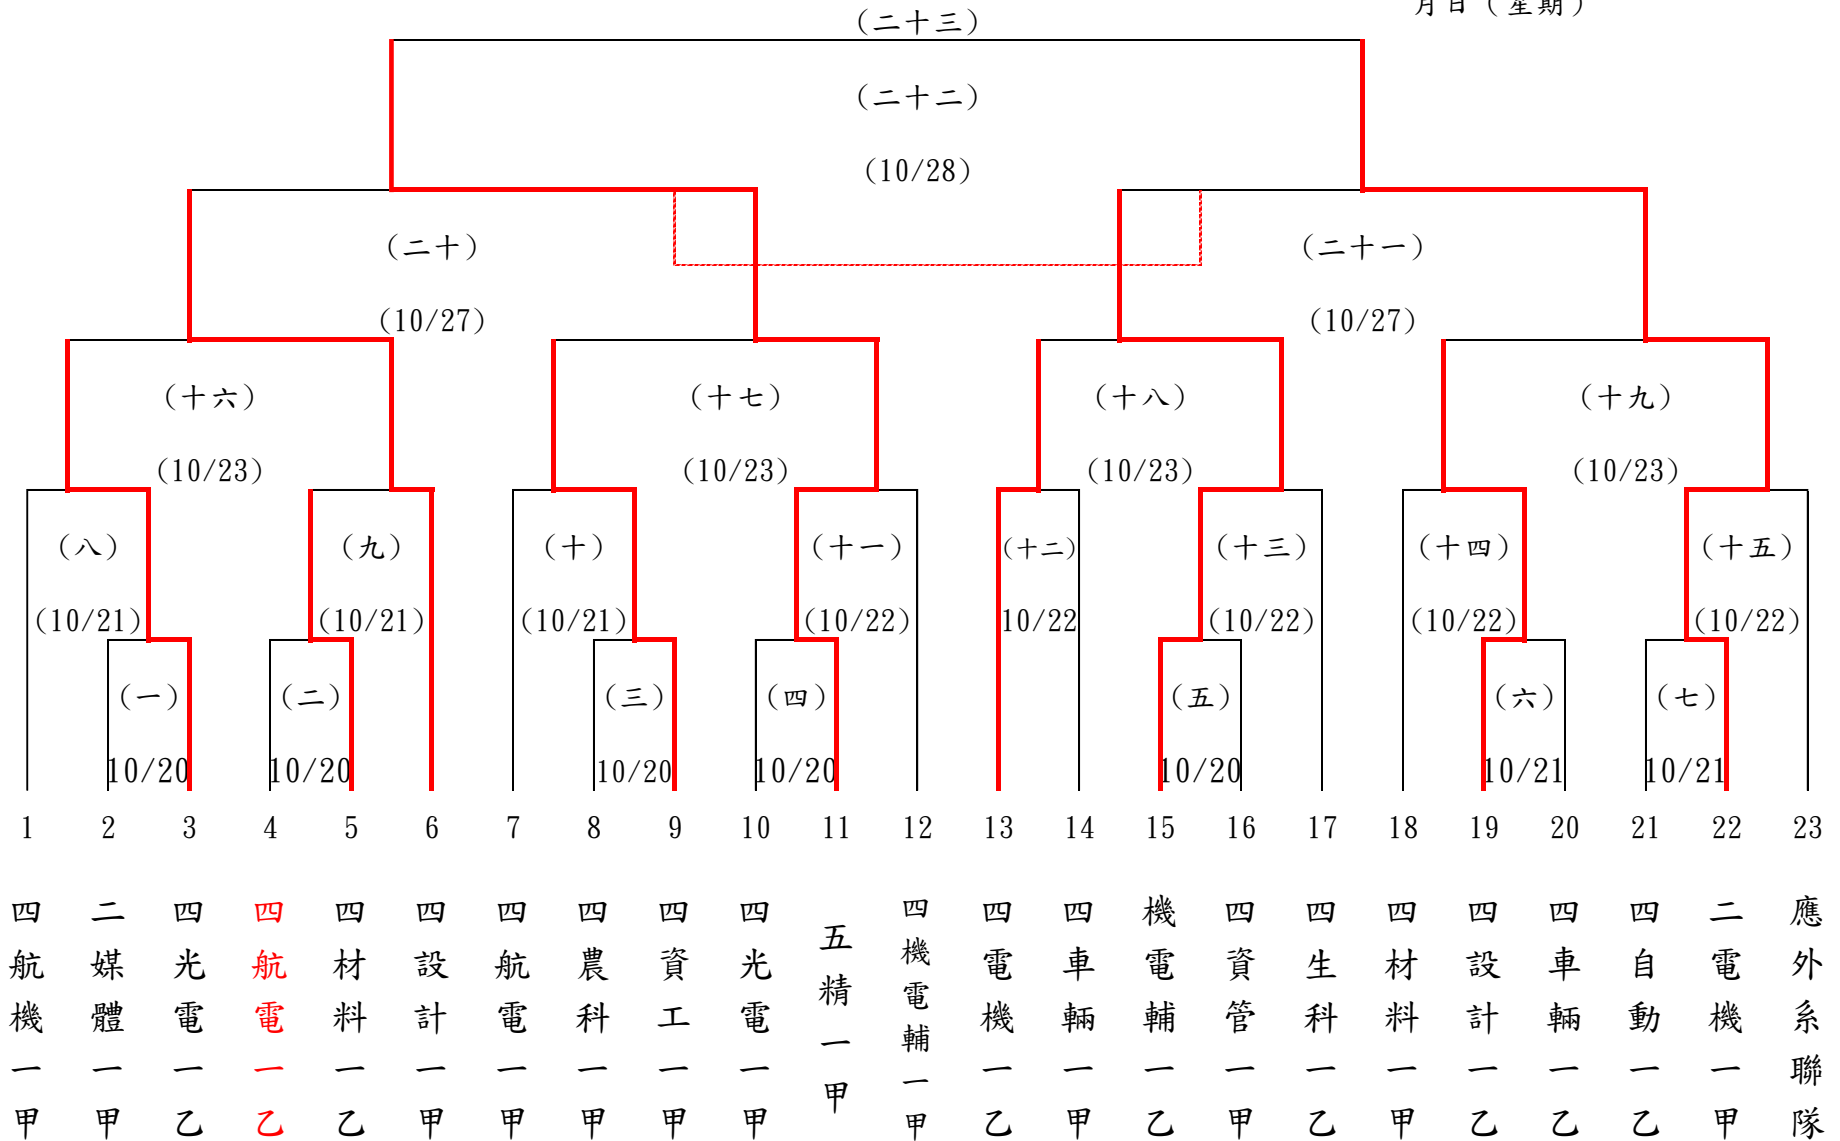 月日（星期）
（二十三）
（二十二）
(10/28)
（二十）
（二十一）
(10/27)
(10/27)
（十六）
（十七）
（十八）
（十九）
(10/23)
(10/23)
(10/23)
(10/23)
（八）
（九）
（十）
（十一）
（十二）
（十三）
（十四）
（十五）
(10/21)
(10/21)
(10/21)
(10/22)
10/22
(10/22)
(10/22)
(10/22)
（一）
（二）
（三）
（四）
（五）
（六）
（七）
10/20
10/20
10/20
10/20
10/20
10/21
10/21
1 2 3 4 5 6 7 8 9 10 11 12 13 14 15 16 17 18 19 20 21 22 23
四航機一甲
二媒體一甲
四光電一乙
四航電一乙
四材料一乙
四設計一甲
四航電一甲
四農科一甲
四資工一甲
四光電一甲
五精一甲
四機電輔一甲
四電機一乙
四車輛一甲
機電輔一乙
四資管一甲
四生科一乙
四材料一甲
四設計一乙
四車輛一乙
四自動一乙
二電機一甲
應外系聯隊